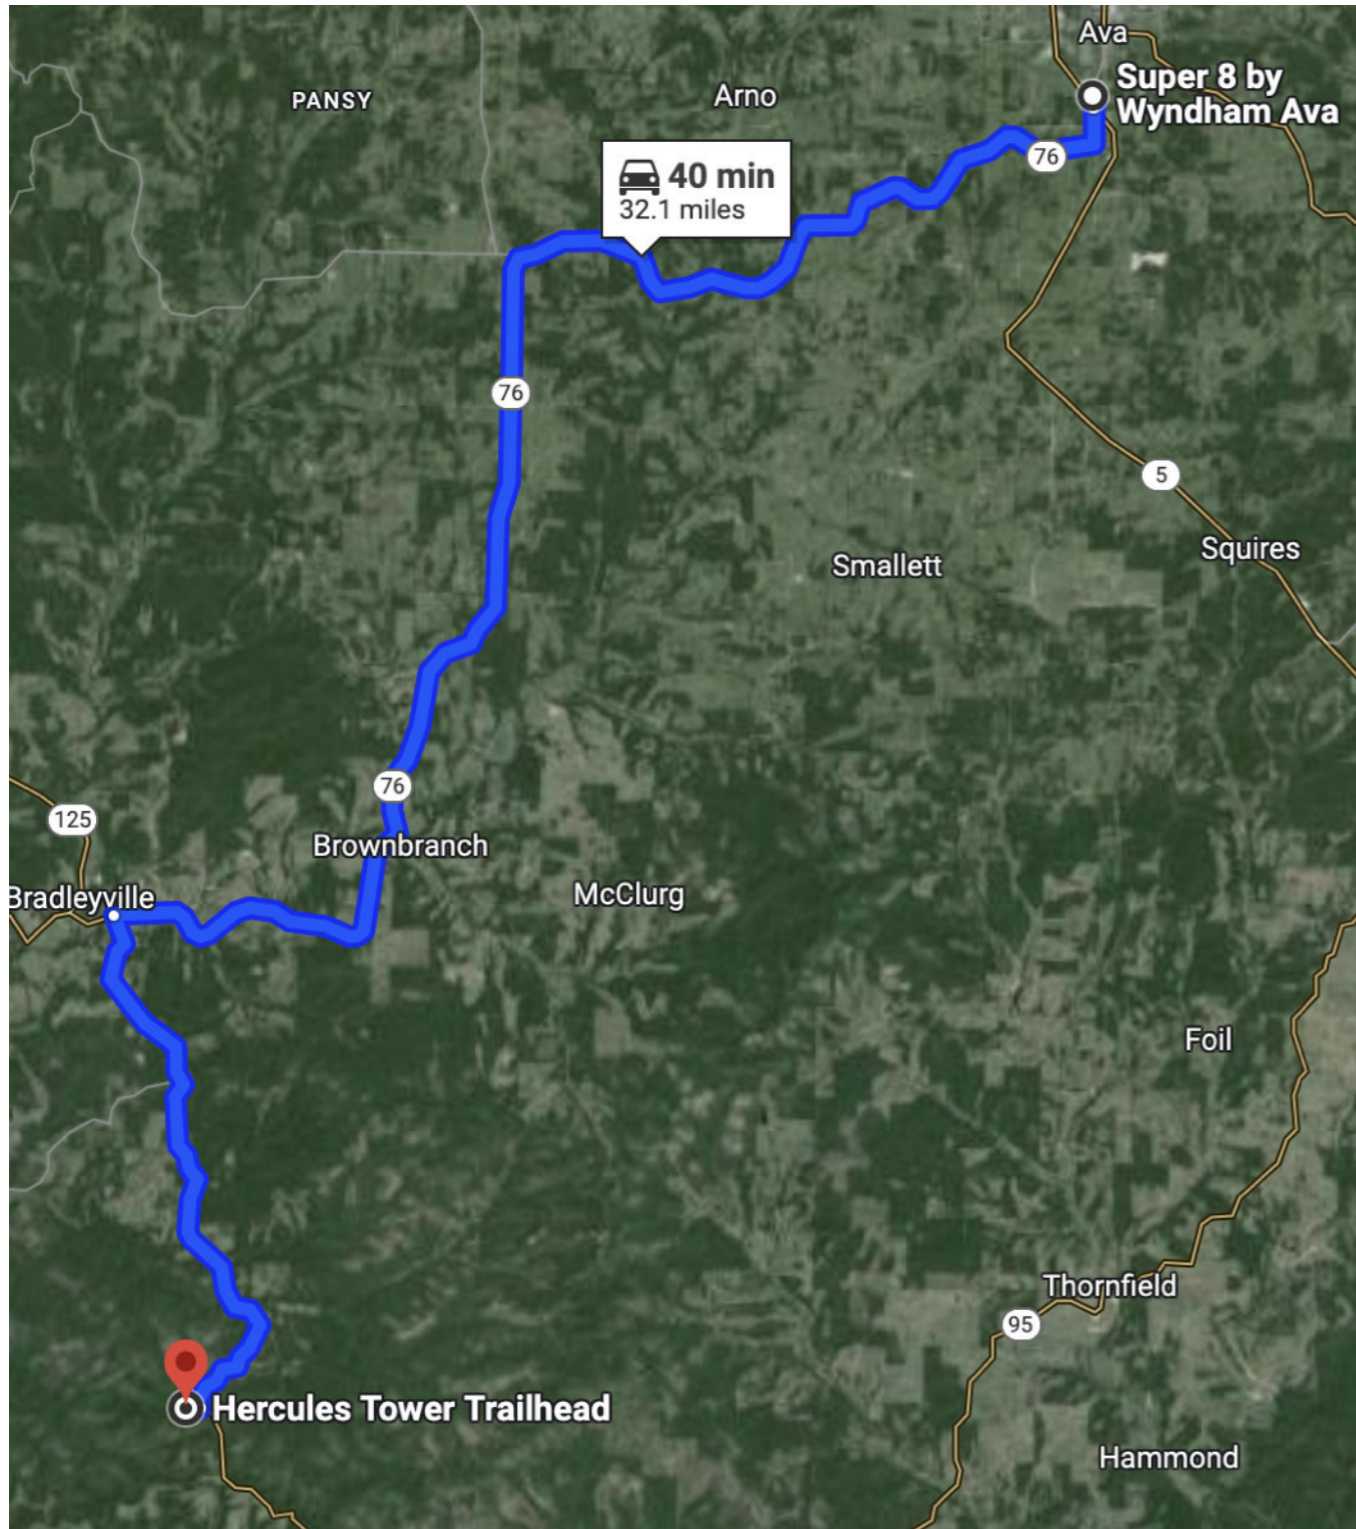 Ava
Super 8 by
Wyndham Ava
PANSY
Arno
76
40 min
32.1 miles
76
5
Squires
Smallett
76
125
Brownbranch
Bradleyville
McClurg
Foil
Thornfield
95
Hercules Tower Trailhead
Hammond